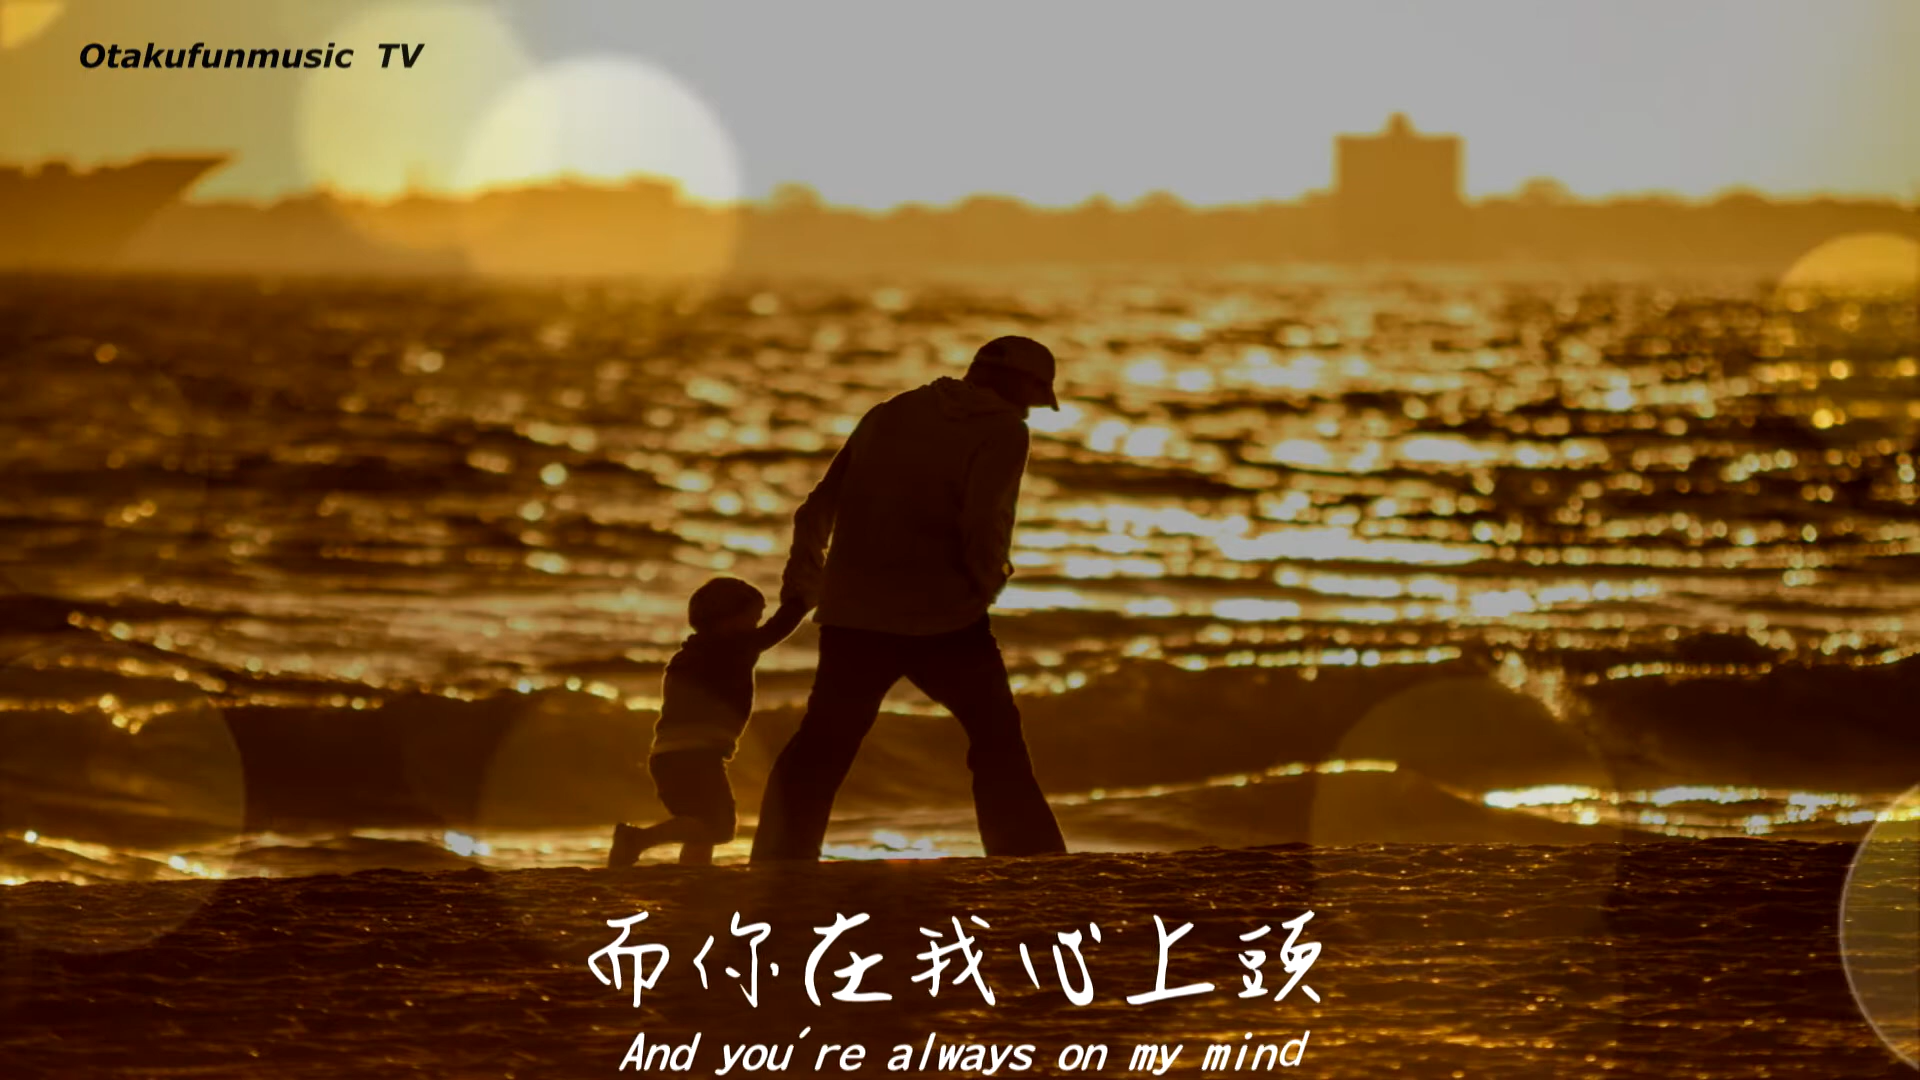 Otakufunmusic TV
而你在我心上頭
And you're always on my mind